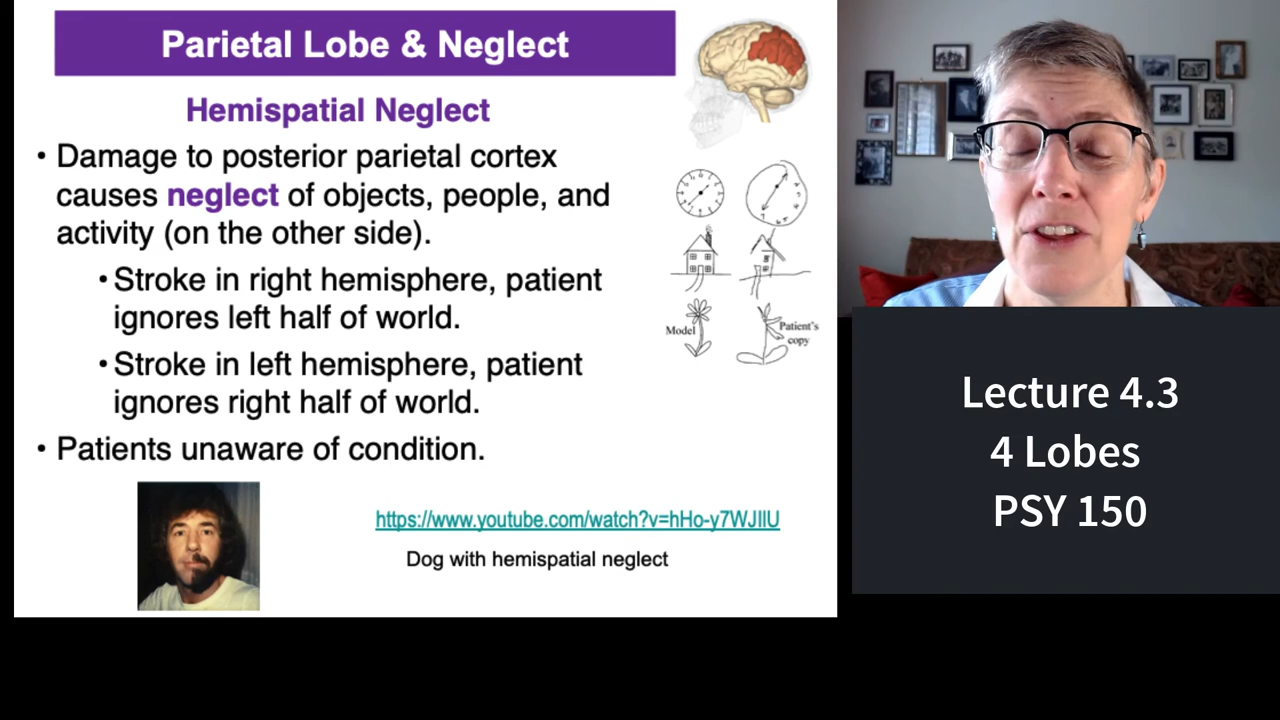 Parietal Lobe & Neglect
Hemispatial Neglect
• Damage to posterior parietal cortex
causes neglect of objects, people, and
activity (on the other side).
• Stroke in right hemisphere, patient
ignores left half of world.
• Stroke in left hemisphere, patient
ignores right half of world.
• Patients unaware of condition.
Model
Patient's
copy
https://www.youtube.com/watch?v=hHo-y7WJIlU
Dog with hemispatial neglect
Lecture 4.3
4 Lobes
PSY 150